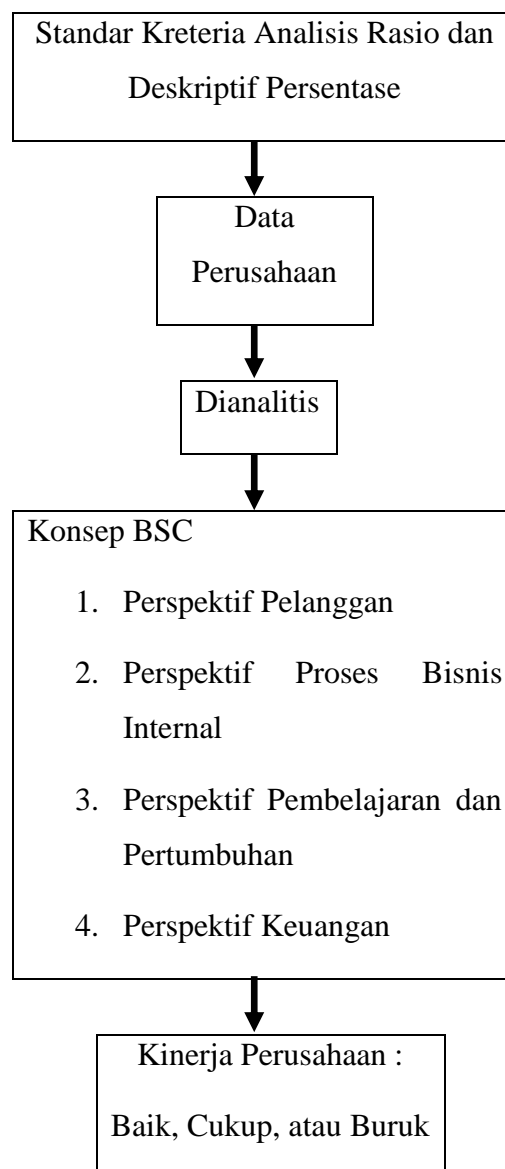 Standar Kreteria Analisis Rasio dan
Deskriptif Persentase
Data
Perusahaan
Dianalitis
Konsep BSC
1. Perspektif Pelanggan
2. Perspektif Proses Bisnis
Internal
3. Perspektif Pembelajaran dan
Pertumbuhan
4. Perspektif Keuangan
Kinerja Perusahaan :
Baik, Cukup, atau Buruk